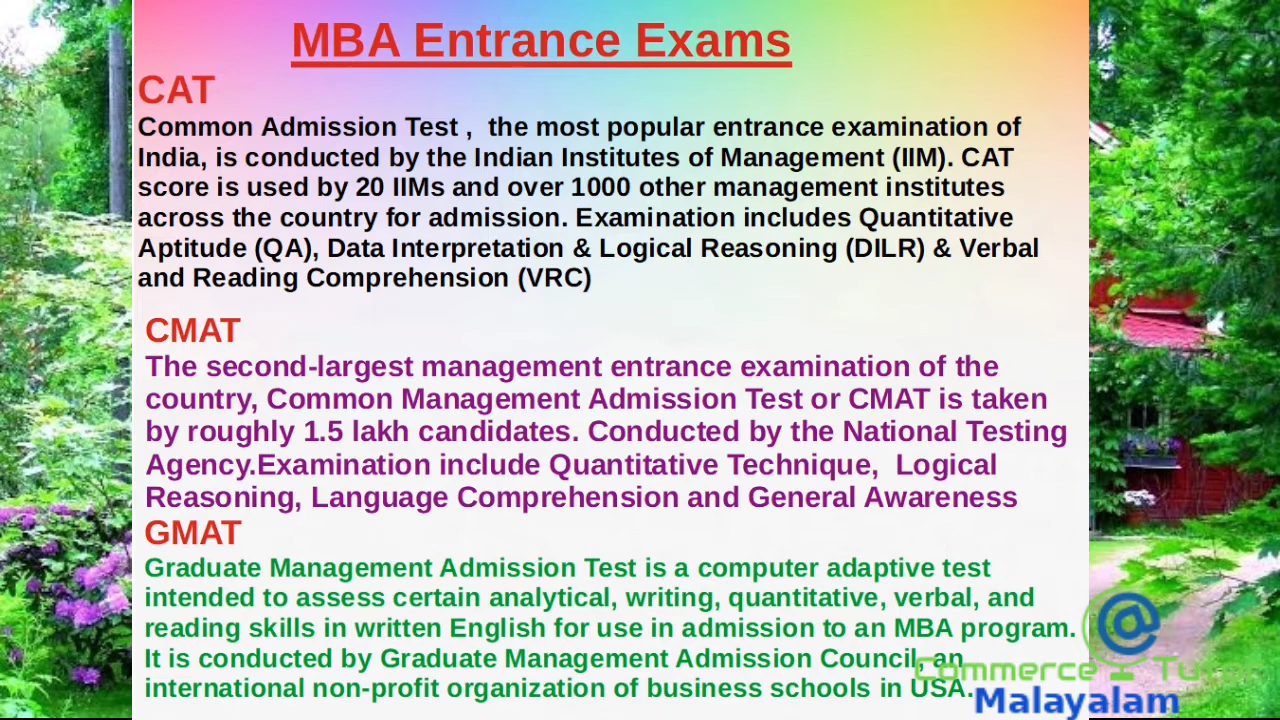 MBA Entrance Exams
CAT
Common Admission Test ,  the most popular entrance examination of
India, is conducted by the Indian Institutes of Management (IIM). CAT
score is used by 20 IIMs and over 1000 other management institutes
across the country for admission. Examination includes Quantitative
Aptitude (QA), Data Interpretation & Logical Reasoning (DILR) & Verbal
and Reading Comprehension (VRC)
CMAT
The second-largest management entrance examination of the
country, Common Management Admission Test or CMAT is taken
by roughly 1.5 lakh candidates. Conducted by the National Testing
Agency.Examination include Quantitative Technique,  Logical
Reasoning, Language Comprehension and General Awareness
GMAT
Graduate Management Admission Test is a computer adaptive test
intended to assess certain analytical, writing, quantitative, verbal, and
reading skills in written English for use in admission to an MBA program.
It is conducted by Graduate Management Admission Council, an
international non-profit organization of business schools in USA.
@
Commerce
Malayalam